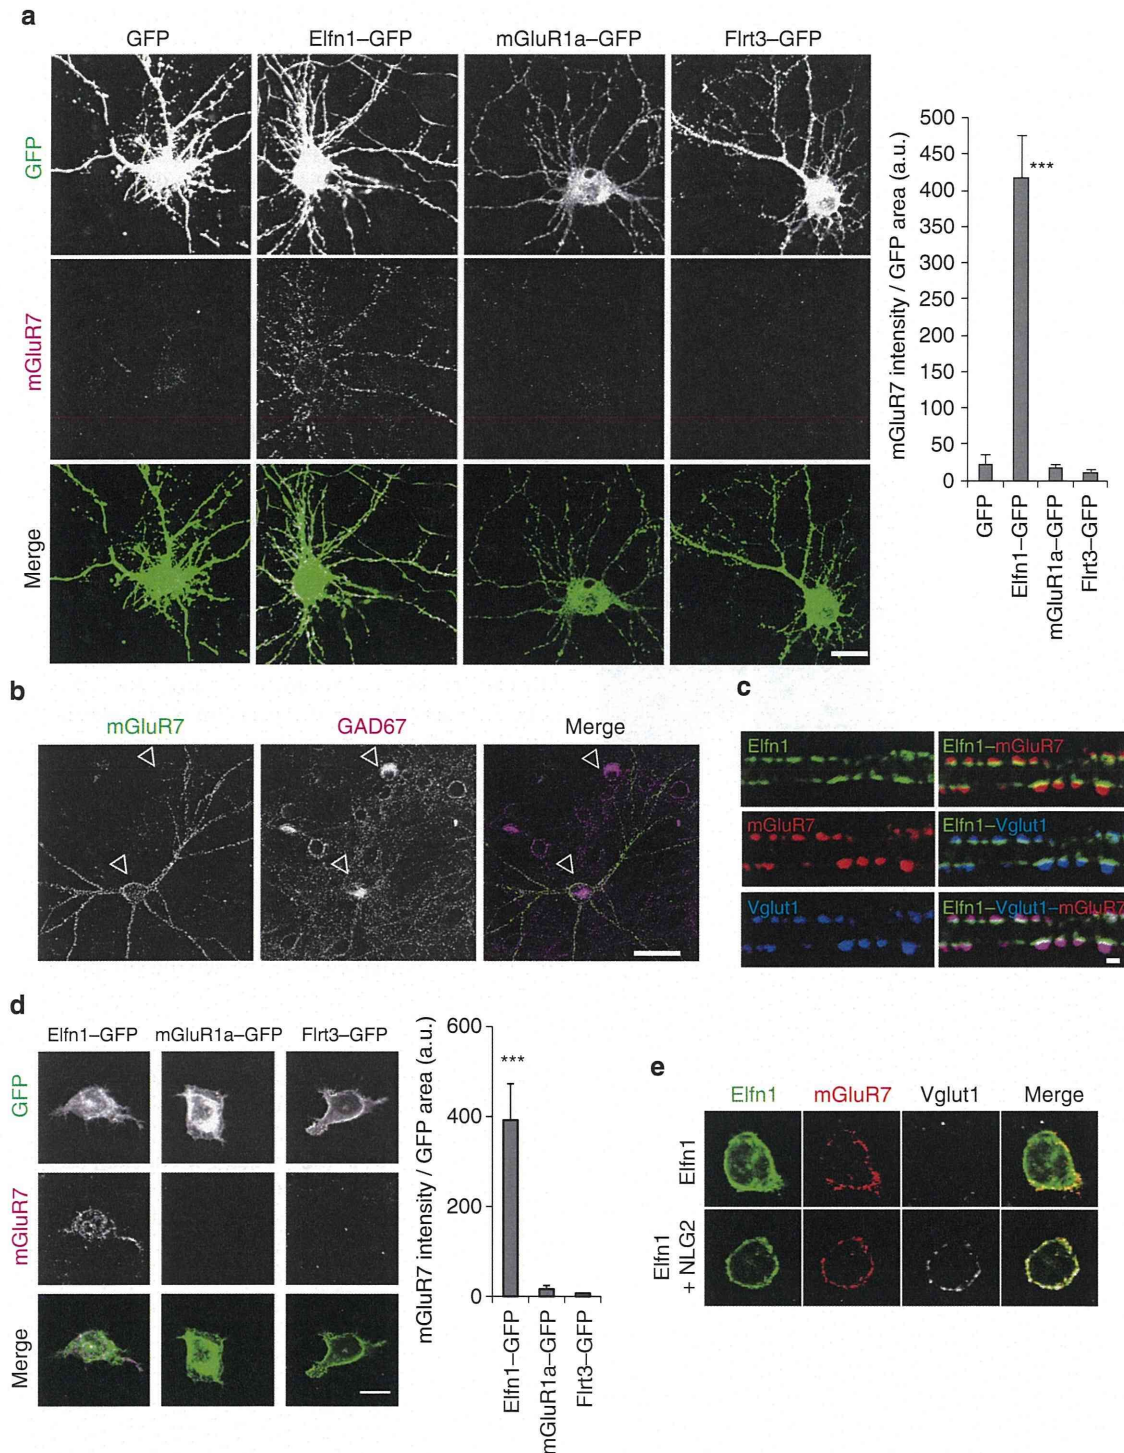 a
GFP
Elfn1–GFP
mGluR1a–GFP
Flrt3–GFP
GFP
mGluR7
Merge
mGluR7 intensity / GFP area (a.u.)
500
450
400
350
300
250
200
150
100
50
0
***
GFP
Elfn1–GFP
mGluR1a–GFP
Flrt3–GFP
b
mGluR7
GAD67
Merge
c
Elfn1
Elfn1–mGluR7
mGluR7
Elfn1–Vglut1
Vglut1
Elfn1–Vglut1–mGluR7
d
Elfn1–GFP
mGluR1a–GFP
Flrt3–GFP
GFP
mGluR7
Merge
mGluR7 intensity / GFP area (a.u.)
600
400
200
0
***
Elfn1–GFP
mGluR1a–GFP
Flrt3–GFP
e
Elfn1
mGluR7
Vglut1
Merge
Elfn1
Elfn1
+ NLG2